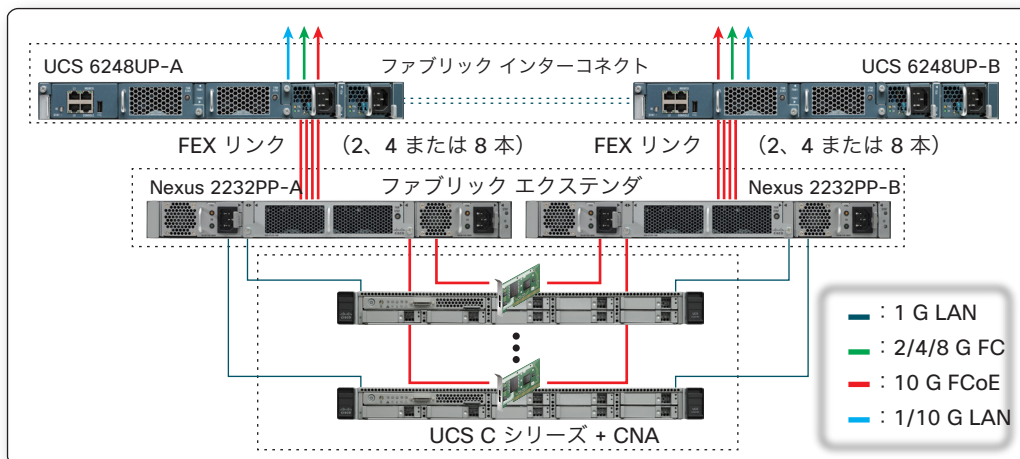 UCS 6248UP-A
ファブリック インターコネクト
UCS 6248UP-B
FEX リンク （2、4 または 8 本）
FEX リンク （2、4 または 8 本）
Nexus 2232PP-A
ファブリック エクステンダ
Nexus 2232PP-B
：1 G LAN
：2/4/8 G FC
：10 G FCoE
：1/10 G LAN
UCS C シリーズ + CNA